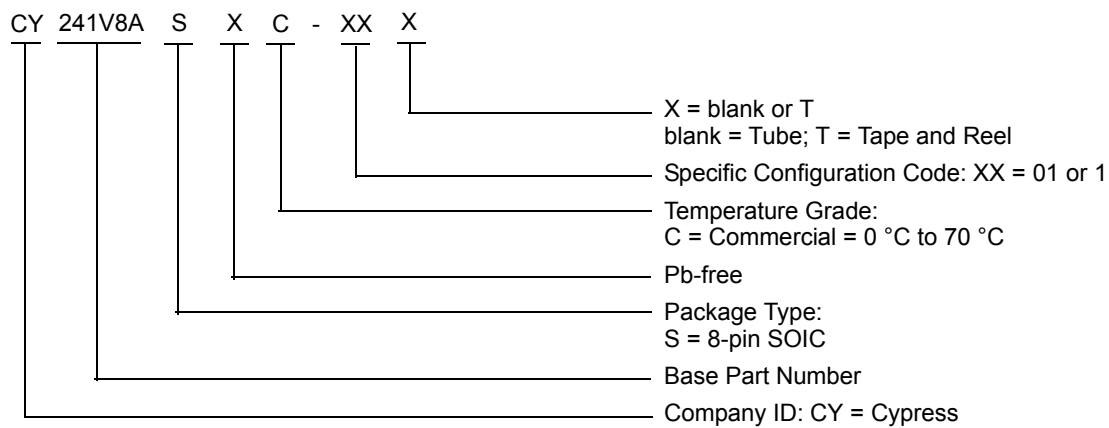 CY 241V8A S X C - XX X
X = blank or T
blank = Tube; T = Tape and Reel
Specific Configuration Code: XX = 01 or 1
Temperature Grade:
C = Commercial = 0 °C to 70 °C
Pb-free
Package Type:
S = 8-pin SOIC
Base Part Number
Company ID: CY = Cypress